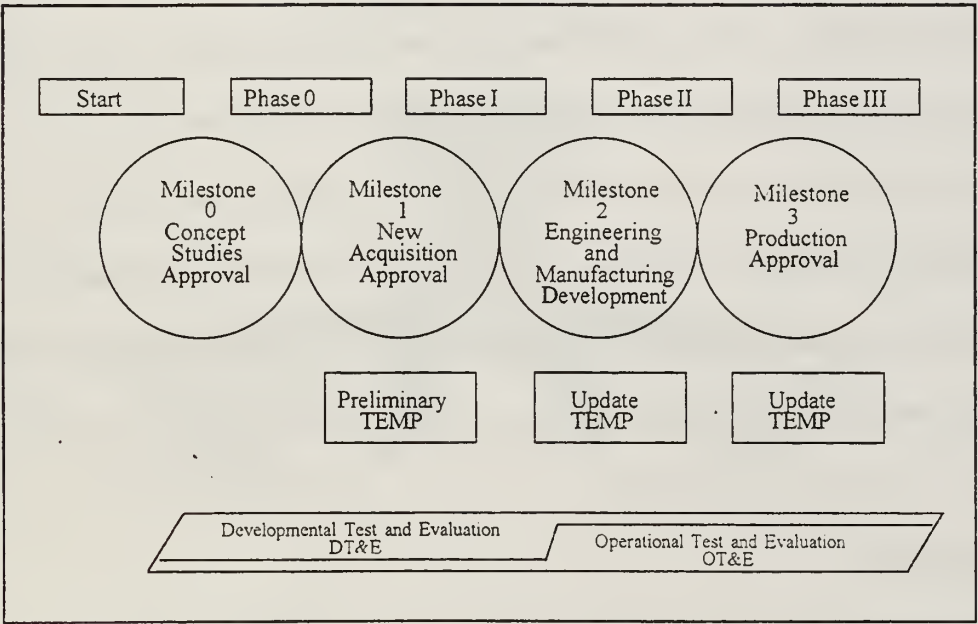 Start
Phase 0
Phase I
Phase II
Phase III
Milestone
0
Concept
Studies
Approval
Milestone
1
New
Acquisition
Approval
Milestone
2
Engineering
and
Manufacturing
Development
Milestone
3
Production
Approval
Preliminary
TEMP
Update
TEMP
Update
TEMP
Developmental Test and Evaluation
DT&E
Operational Test and Evaluation
OT&E